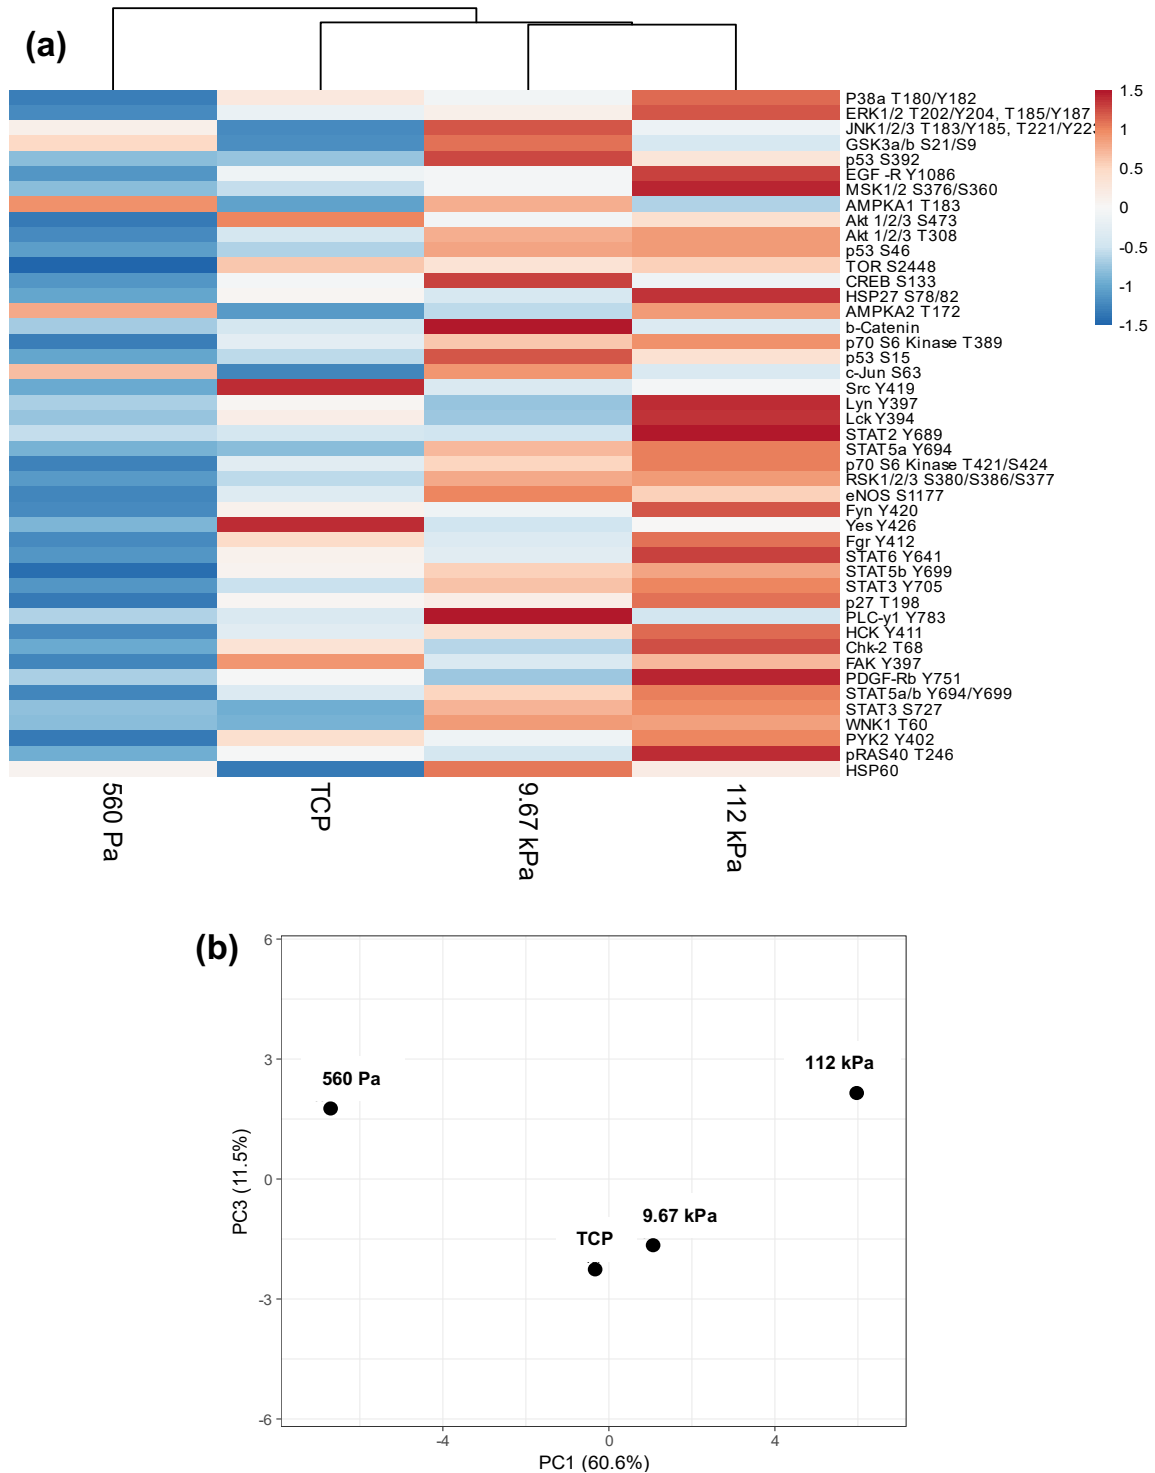 (a)
P38a T180/Y182
ERK1/2 T202/Y204, T185/Y187
JNK1/2/3 T183/Y185, T221/Y223
GSK3a/b S21/S9
p53 S392
EGF -R Y1086
MSK1/2 S376/S360
AMPKA1 T183
Akt 1/2/3 S473
Akt 1/2/3 T308
p53 S46
TOR S2448
CREB S133
HSP27 S78/82
AMPKA2 T172
b-Catenin
p70 S6 Kinase T389
p53 S15
c-Jun S63
Src Y419
Lyn Y397
Lck Y394
STAT2 Y689
STAT5a Y694
p70 S6 Kinase T421/S424
RSK1/2/3 S380/S386/S377
eNOS S1177
Fyn Y420
Yes Y426
Fgr Y412
STAT6 Y641
STAT5b Y699
STAT3 Y705
p27 T198
PLC-y1 Y783
HCK Y411
Chk-2 T68
FAK Y397
PDGF-Rb Y751
STAT5a/b Y694/Y699
STAT3 S727
WNK1 T60
PYK2 Y402
pRAS40 T246
HSP60
1.5
1
0.5
0
-0.5
-1
-1.5
560 Pa
TCP
9.67 kPa
112 kPa
(b)
6
3
0
-3
-6
PC3 (11.5%)
560 Pa
112 kPa
9.67 kPa
TCP
-4
0
4
PC1 (60.6%)